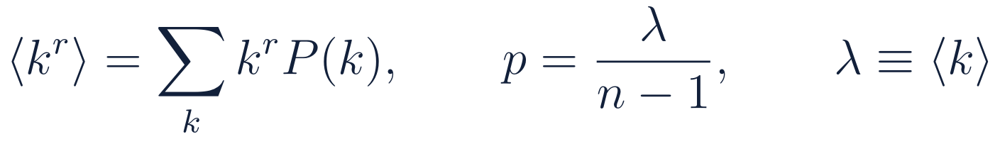 ⟨k^r⟩ = ∑_k k^r P(k), p = λ/(n − 1), λ ≡ ⟨k⟩